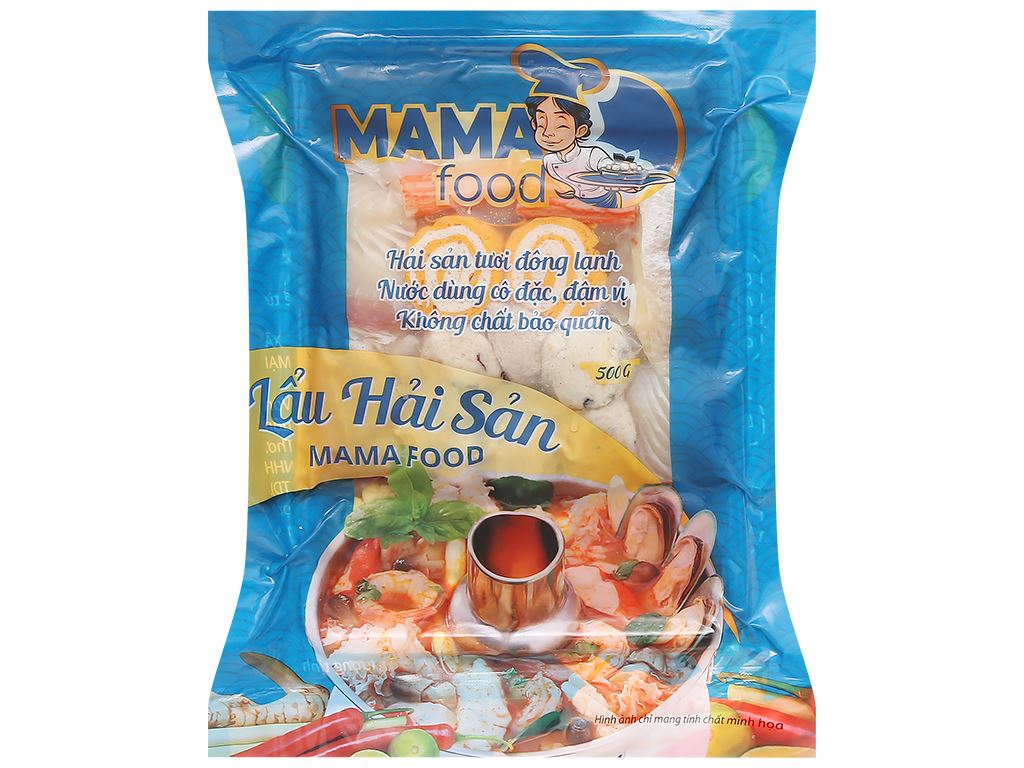 MAMA
food
Hải sản tươi đông lạnh
Nước dùng cô đặc, đậm vị
Không chất bảo quản
500G
Lẩu Hải Sản
MAMA FOOD
Hình ảnh chỉ mang tính chất minh họa